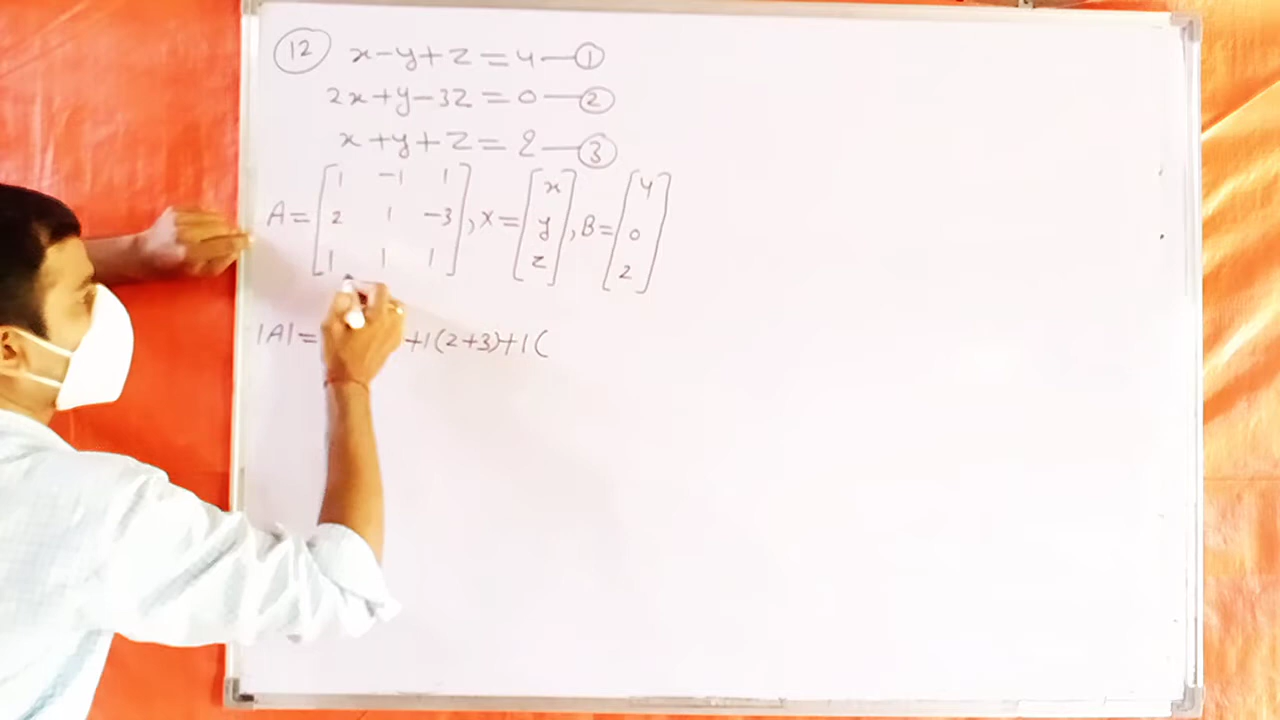 ⑫ x-y+z=4—①
2x+y-3z=0—②
x+y+z=2—③
A=[1 -1 1; 2 1 -3; 1 1 1], X=[x; y; z], B=[4; 0; 2]
|A|= +1(2+3)+1(